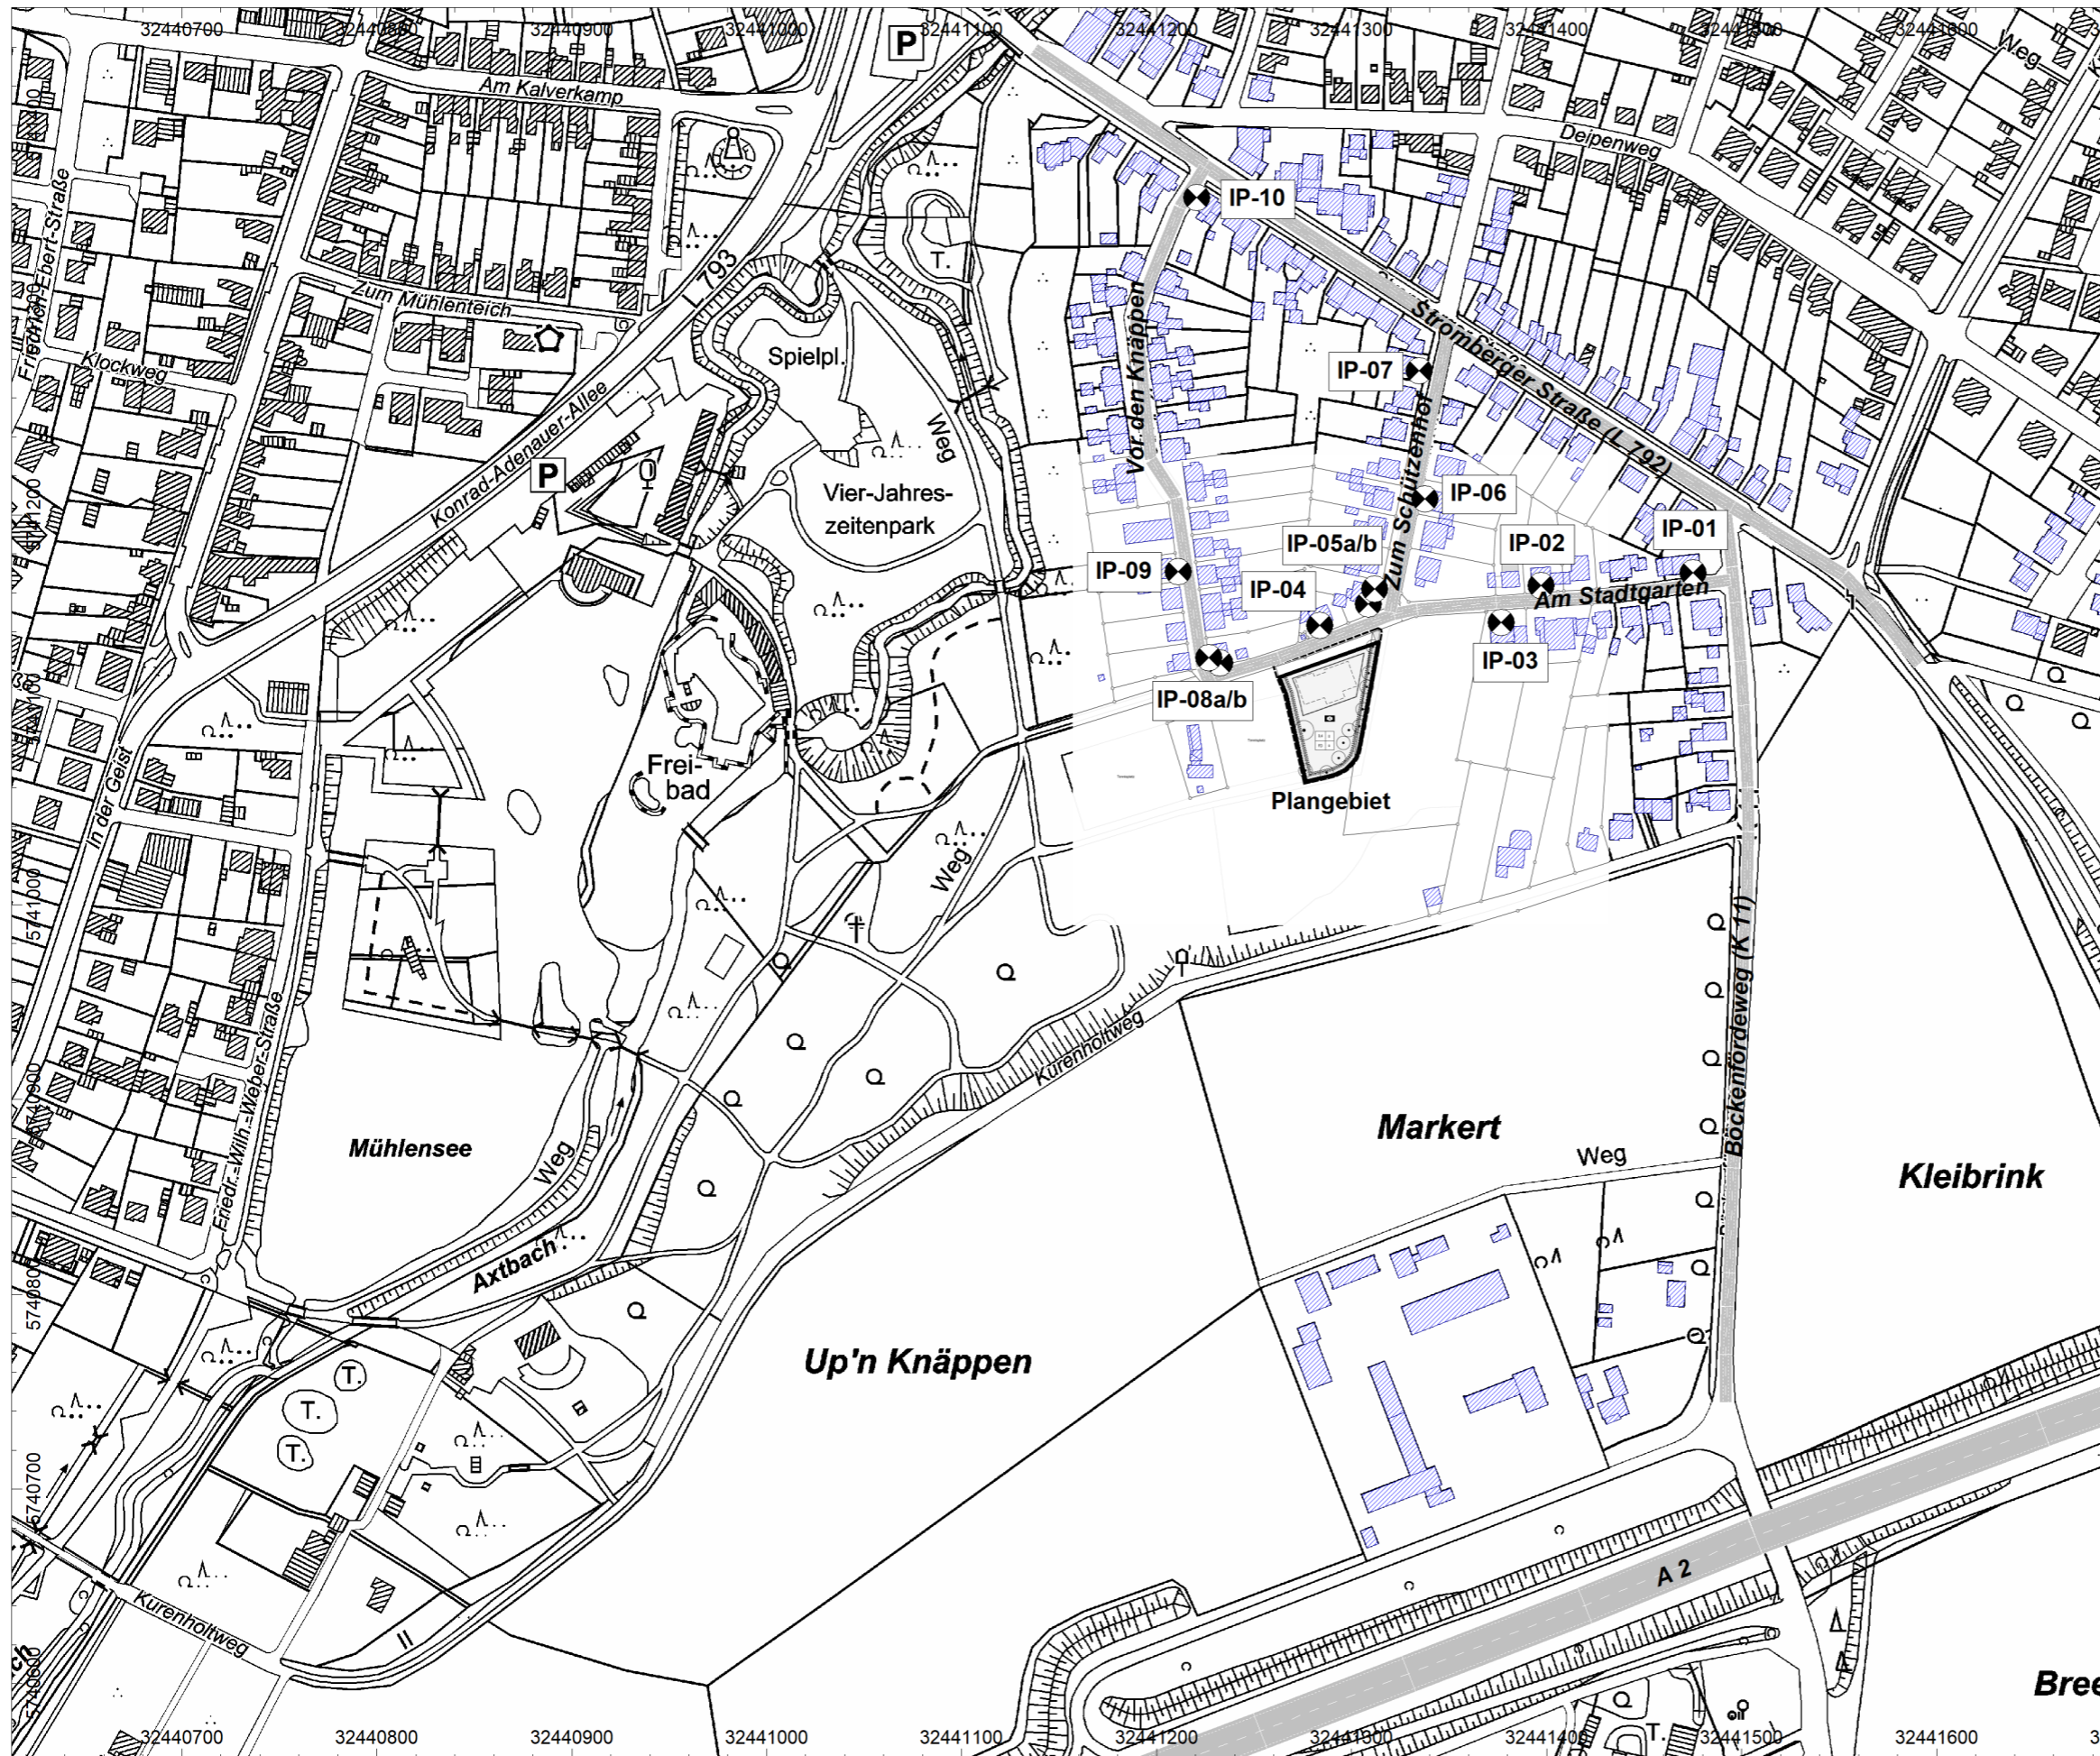 32440700
32440800
32440900
32441000
32441100
32441200
32441300
32441400
32441500
32441600
P
Weg
Am Kalverkamp
Deipenweg
Friedrich-Ebert-Straße
IP-10
T.
L 793
Zum Mühlenteich
Klockweg
Spielpl.
Vor den Knäppen
Stromberger Straße (L 792)
IP-07
Konrad-Adenauer-Allee
Weg
P
Vier-Jahres-
zeitenpark
Zum Schützenhof
IP-06
5741200
IP-01
IP-05a/b
IP-02
IP-09
IP-04
Am Stadtgarten
IP-03
IP-08a/b
In der Geist
Frei-
bad
Plangebiet
Weg
5741000
Böckenfördeweg (K 11)
Friedr.-Wilh.-Weber-Straße
Kurenholtweg
5740900
Markert
Mühlensee
Weg
Weg
Kleibrink
Axtbach
5740800
Up'n Knäppen
T.
T.
T.
5740700
A 2
Kurenholtweg
5740600
Bree
T.
32440700
32440800
32440900
32441000
32441100
32441200
32441300
32441400
32441500
32441600